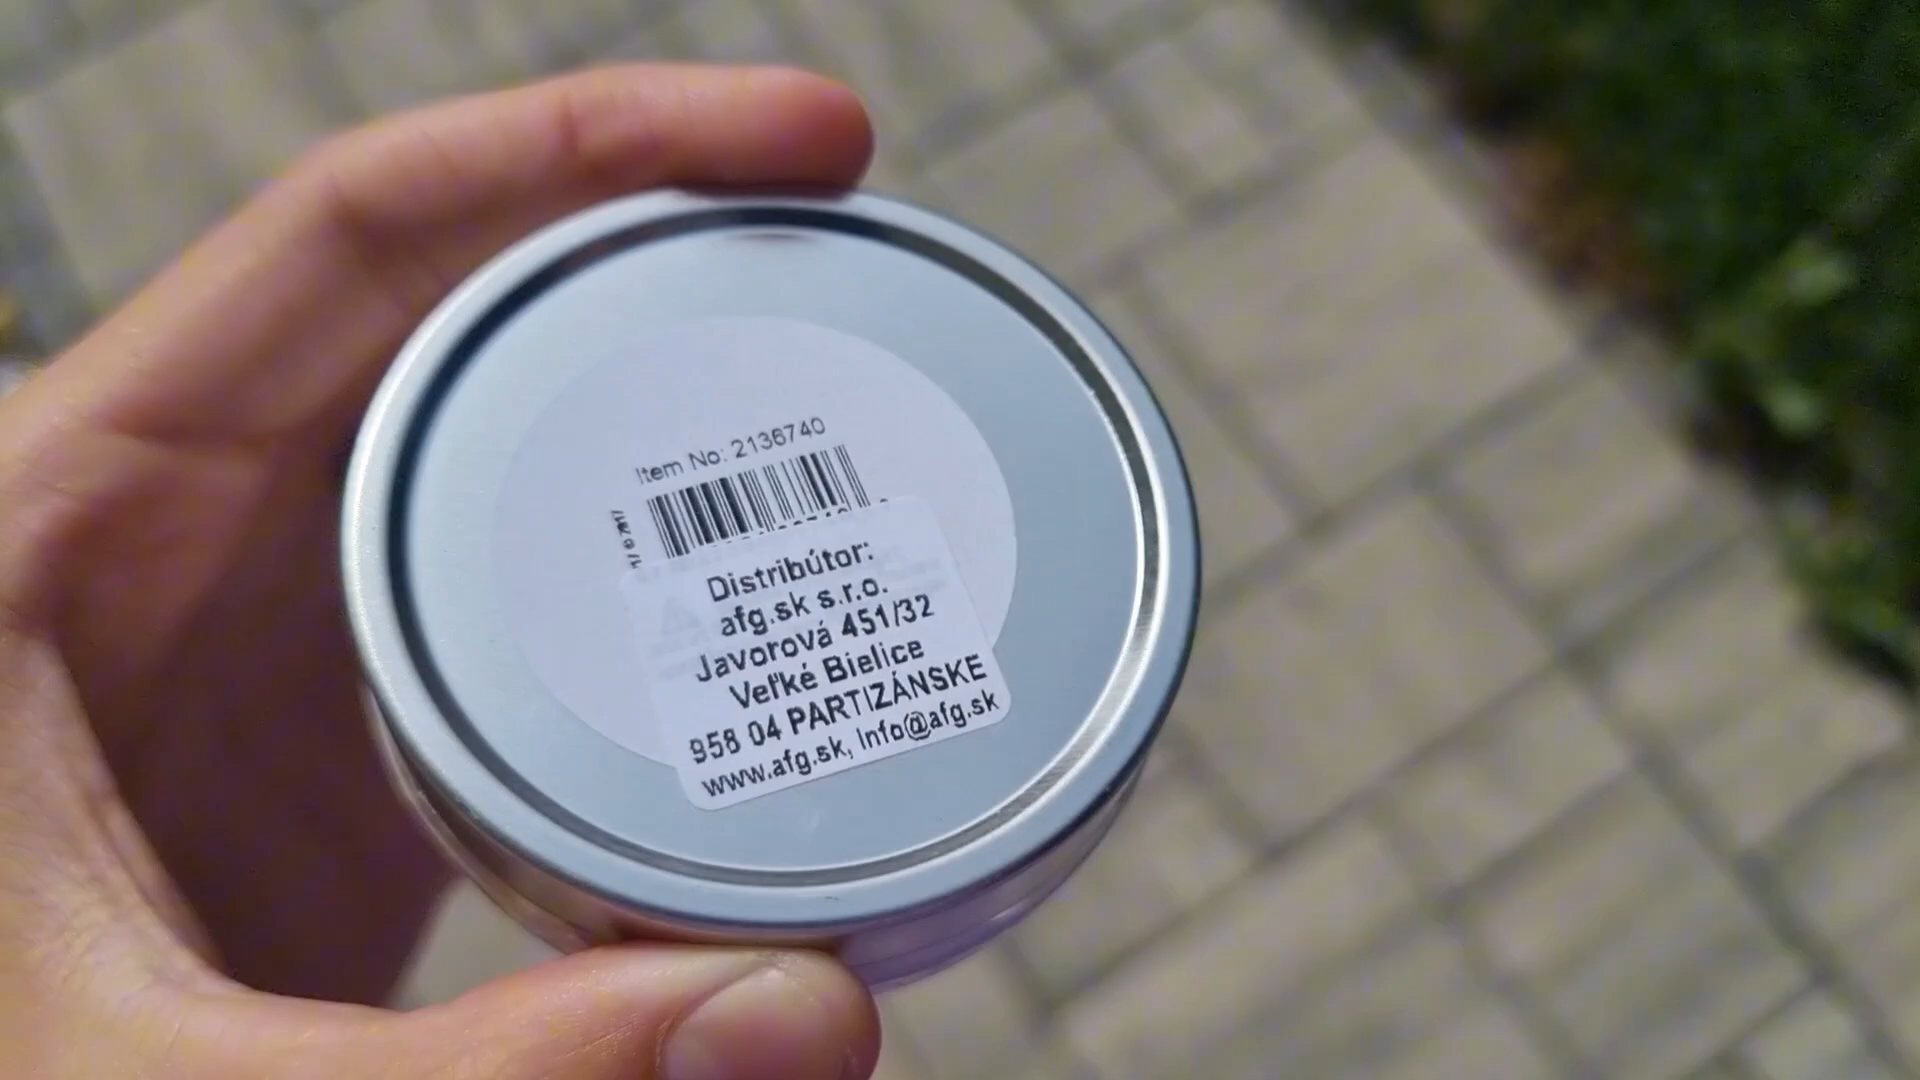 Item No: 2136740
Distribútor:
afg.sk s.r.o.
Javorová 451/32
Veľké Bielice
958 04 PARTIZÁNSKE
www.afg.sk, Info@afg.sk